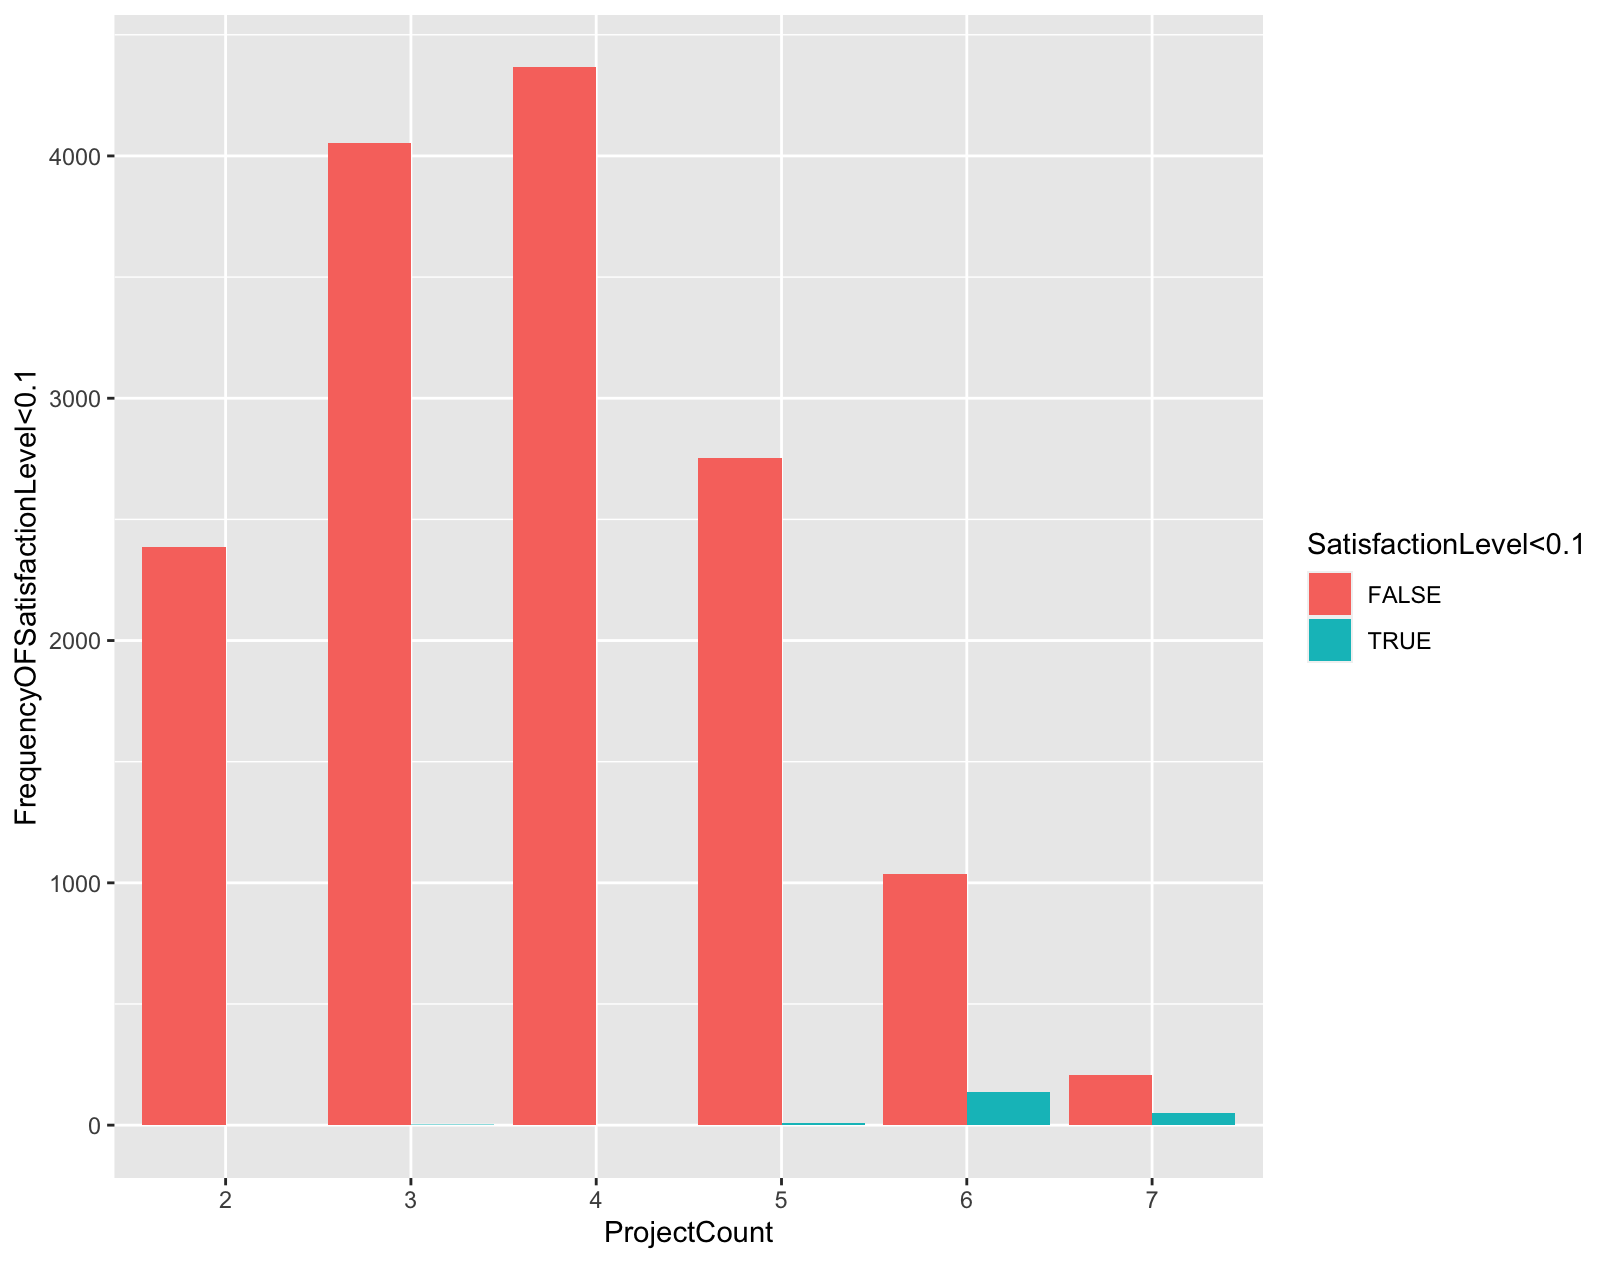 FrequencyOFSatisfactionLevel<0.1
4000
3000
2000
1000
0
2 3 4 5 6 7
ProjectCount
SatisfactionLevel<0.1
FALSE
TRUE